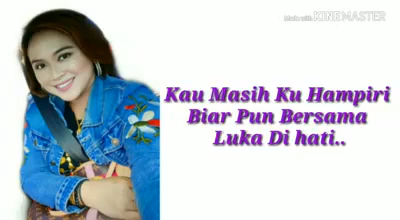 Made with KINEMASTER
Kau Masih Ku Hampiri
Biar Pun Bersama
Luka Di hati..